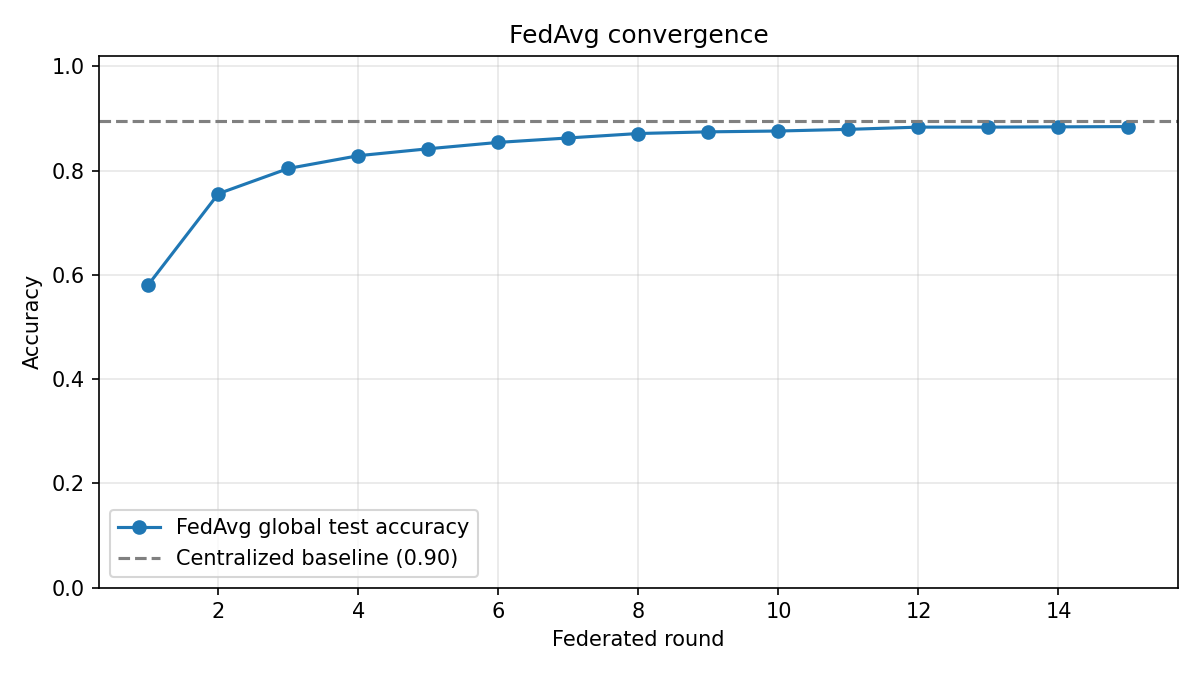 FedAvg convergence
Accuracy
1.0
0.8
0.6
0.4
0.2
0.0
FedAvg global test accuracy
Centralized baseline (0.90)
2 4 6 8 10 12 14
Federated round